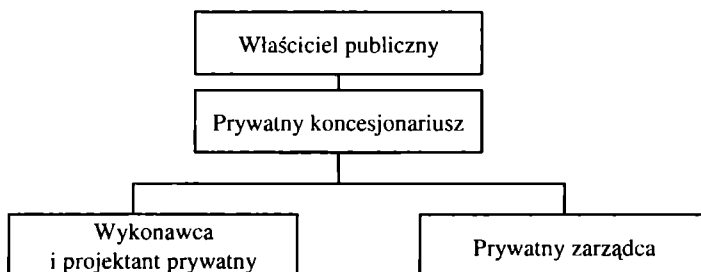 Właściciel publiczny
Prywatny koncesjonariusz
Wykonawca
i projektant prywatny
Prywatny zarządca